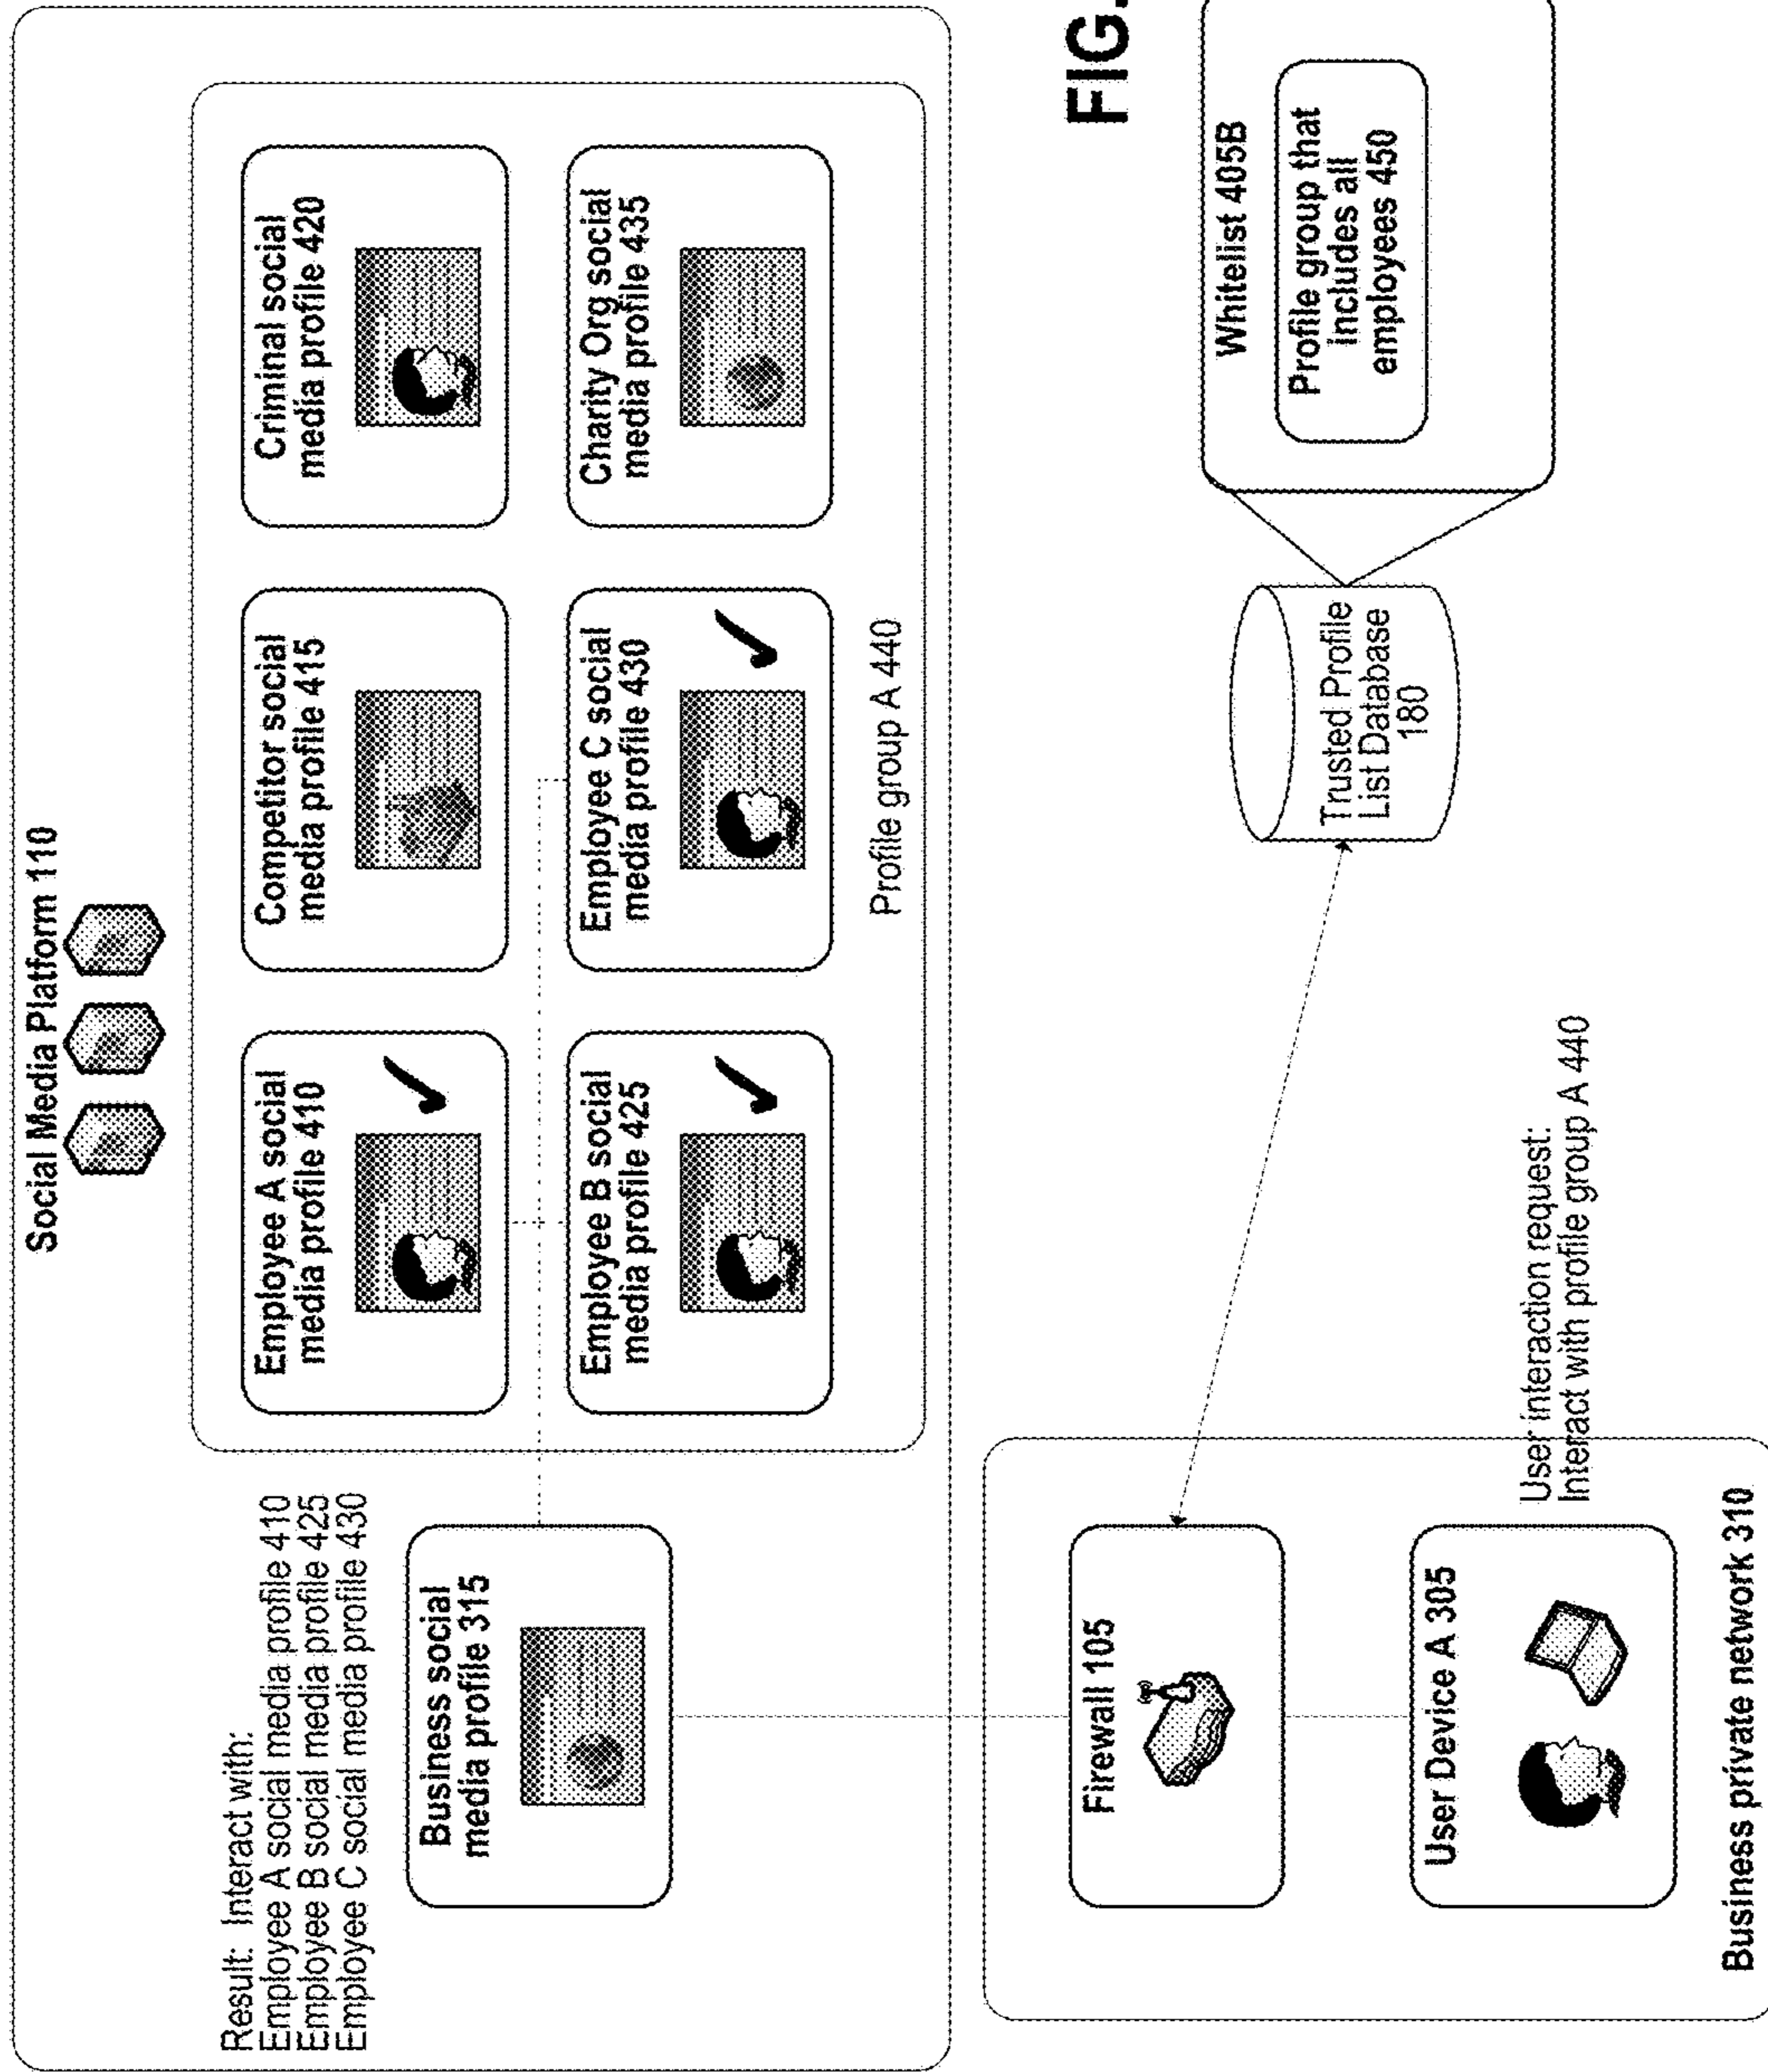 Social Media Platform 110
Result: Interact with:
Employee A social media profile 410
Employee B social media profile 425
Employee C social media profile 430
Business social
media profile 315
Employee A social
media profile 410
Competitor social
media profile 415
Criminal social
media profile 420
Employee B social
media profile 425
Employee C social
media profile 430
Charity Org social
media profile 435
Profile group A 440
Firewall 105
User Device A 305
Business private network 310
User interaction request:
Interact with profile group A 440
Trusted Profile
List Database
180
Whitelist 405B
Profile group that
includes all
employees 450
FIG.